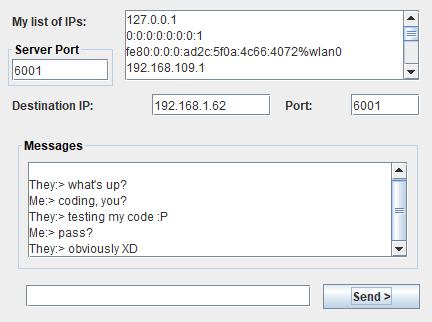 My list of IPs:
127.0.0.1
0:0:0:0:0:0:0:1
fe80:0:0:0:ad2c:5f0a:4c66:4072%wlan0
192.168.109.1
Server Port
6001
Destination IP: 192.168.1.62 Port: 6001
Messages
They:> what's up?
Me:> coding, you?
They:> testing my code :P
Me:> pass?
They:> obviously XD
Send >